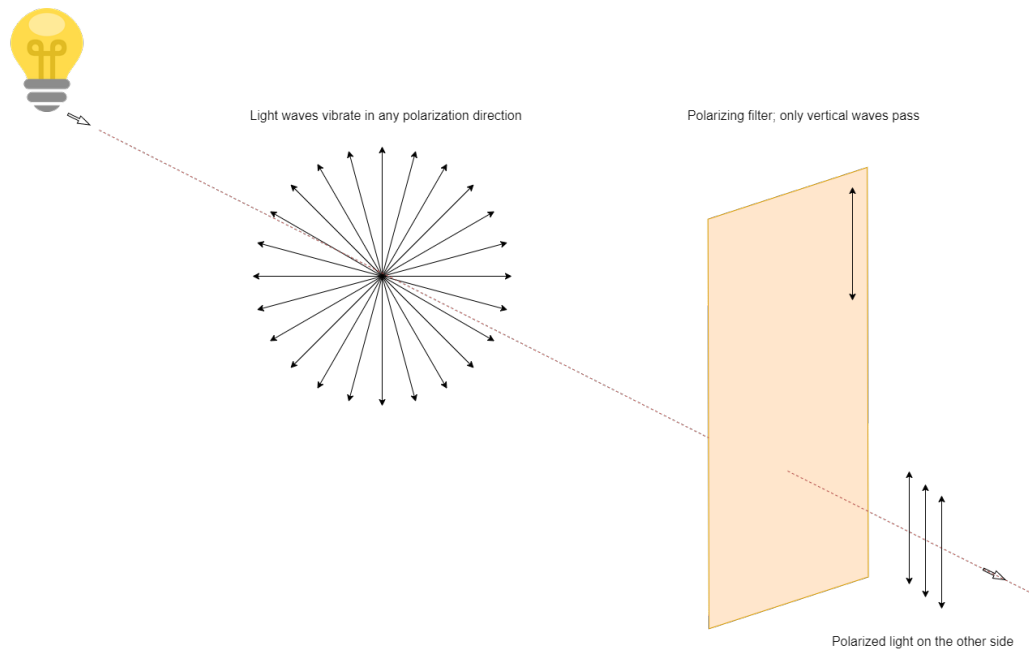 Light waves vibrate in any polarization direction
Polarizing filter; only vertical waves pass
Polarized light on the other side